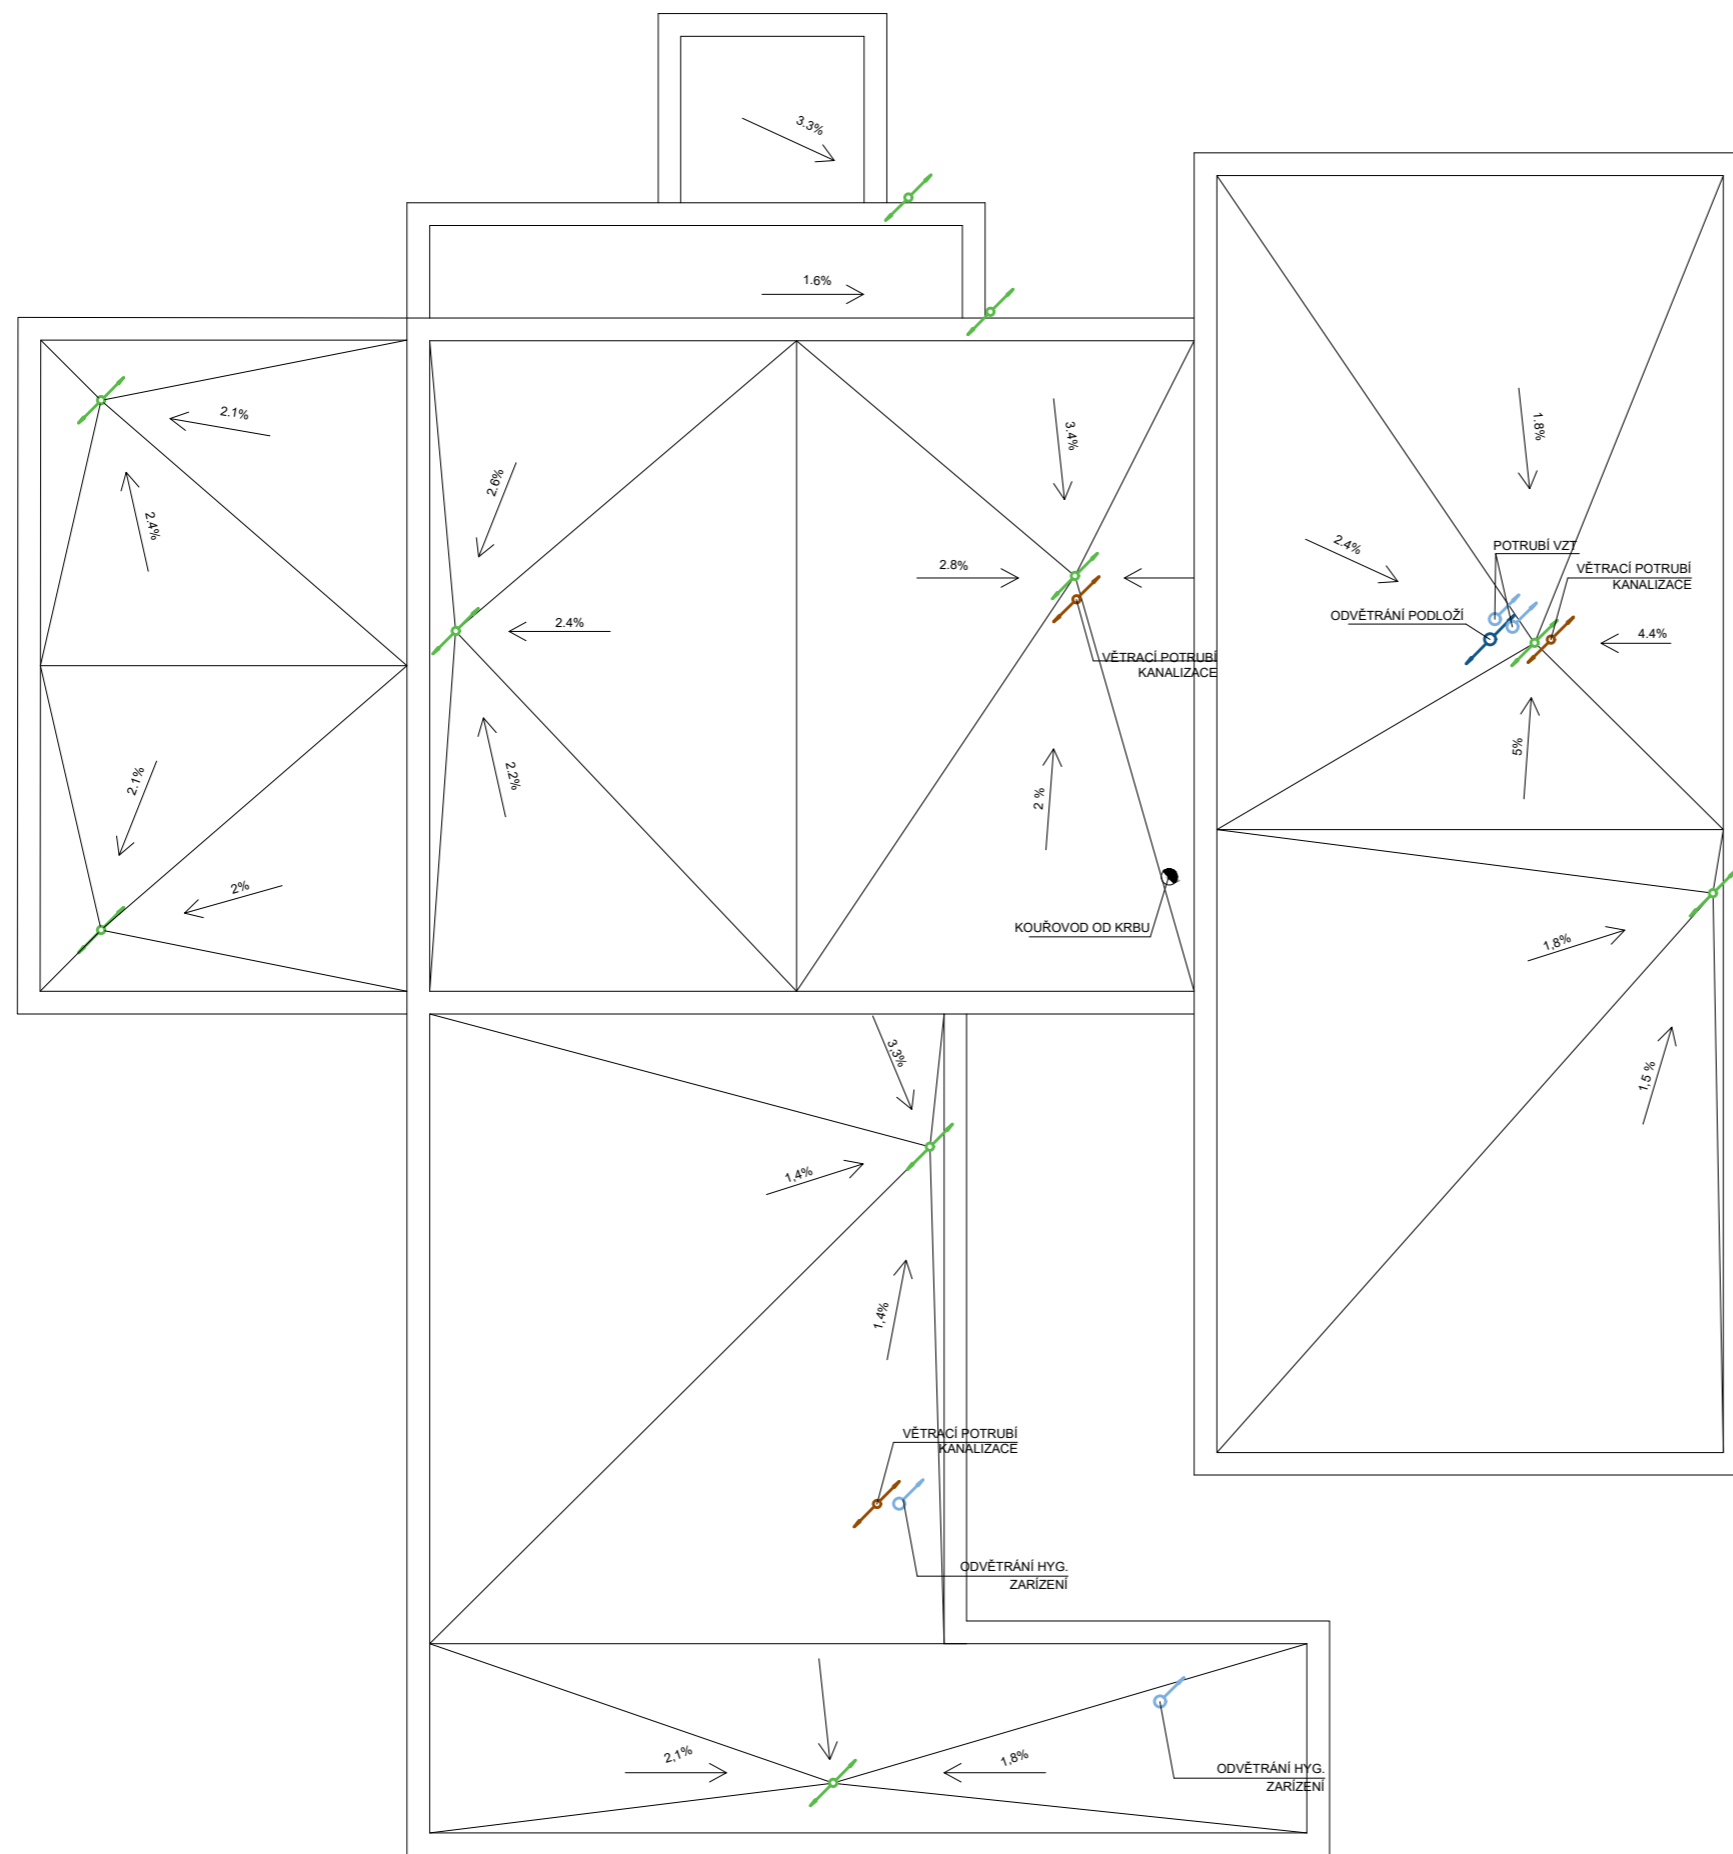 3.3%
1.6%
2.1%
2.4%
2.6%
2.4%
2.2%
2.1%
2%
3.4%
2.8%
VĚTRACÍ POTRUBÍ
KANALIZACE
2 %
KOUŘOVOD OD KRBU
1.8%
2.4%
POTRUBÍ VZT
VĚTRACÍ POTRUBÍ
KANALIZACE
ODVĚTRÁNÍ PODLOŽÍ
4.4%
5%
1,8%
1,5 %
3,3%
1,4%
1,4%
VĚTRACÍ POTRUBÍ
KANALIZACE
ODVĚTRÁNÍ HYG.
ZARÍZENÍ
2,1%
1,8%
ODVĚTRÁNÍ HYG.
ZARÍZENÍ